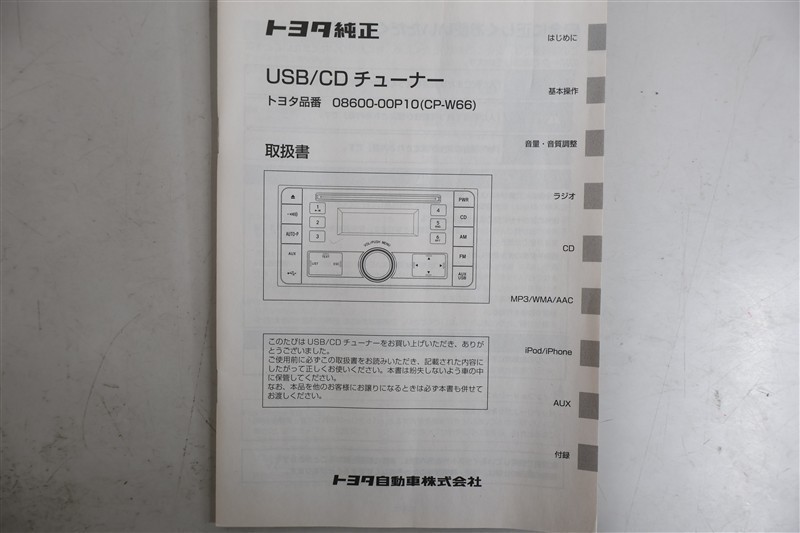 トヨタ純正
USB/CD チューナー
トヨタ品番 08600-00P10(CP-W66)
取扱書
PWR
CD
AM
FM
AUX
USB
AUTO-P
AUX
1
2
3
4
5
6
VOL/PUSH MENU
このたびは USB/CD チューナーをお買い上げいただき、ありが
とうございました。
ご使用前に必ずこの取扱書をお読みいただき、記載された内容に
したがって正しくお使いください。本書は紛失しないよう車の中
に保管してください。
なお、本品を他のお客様にお譲りになるときは必ず本書も併せて
お渡しください。
トヨタ自動車株式会社
はじめに
基本操作
音量・音質調整
ラジオ
CD
MP3/WMA/AAC
iPod/iPhone
AUX
付録